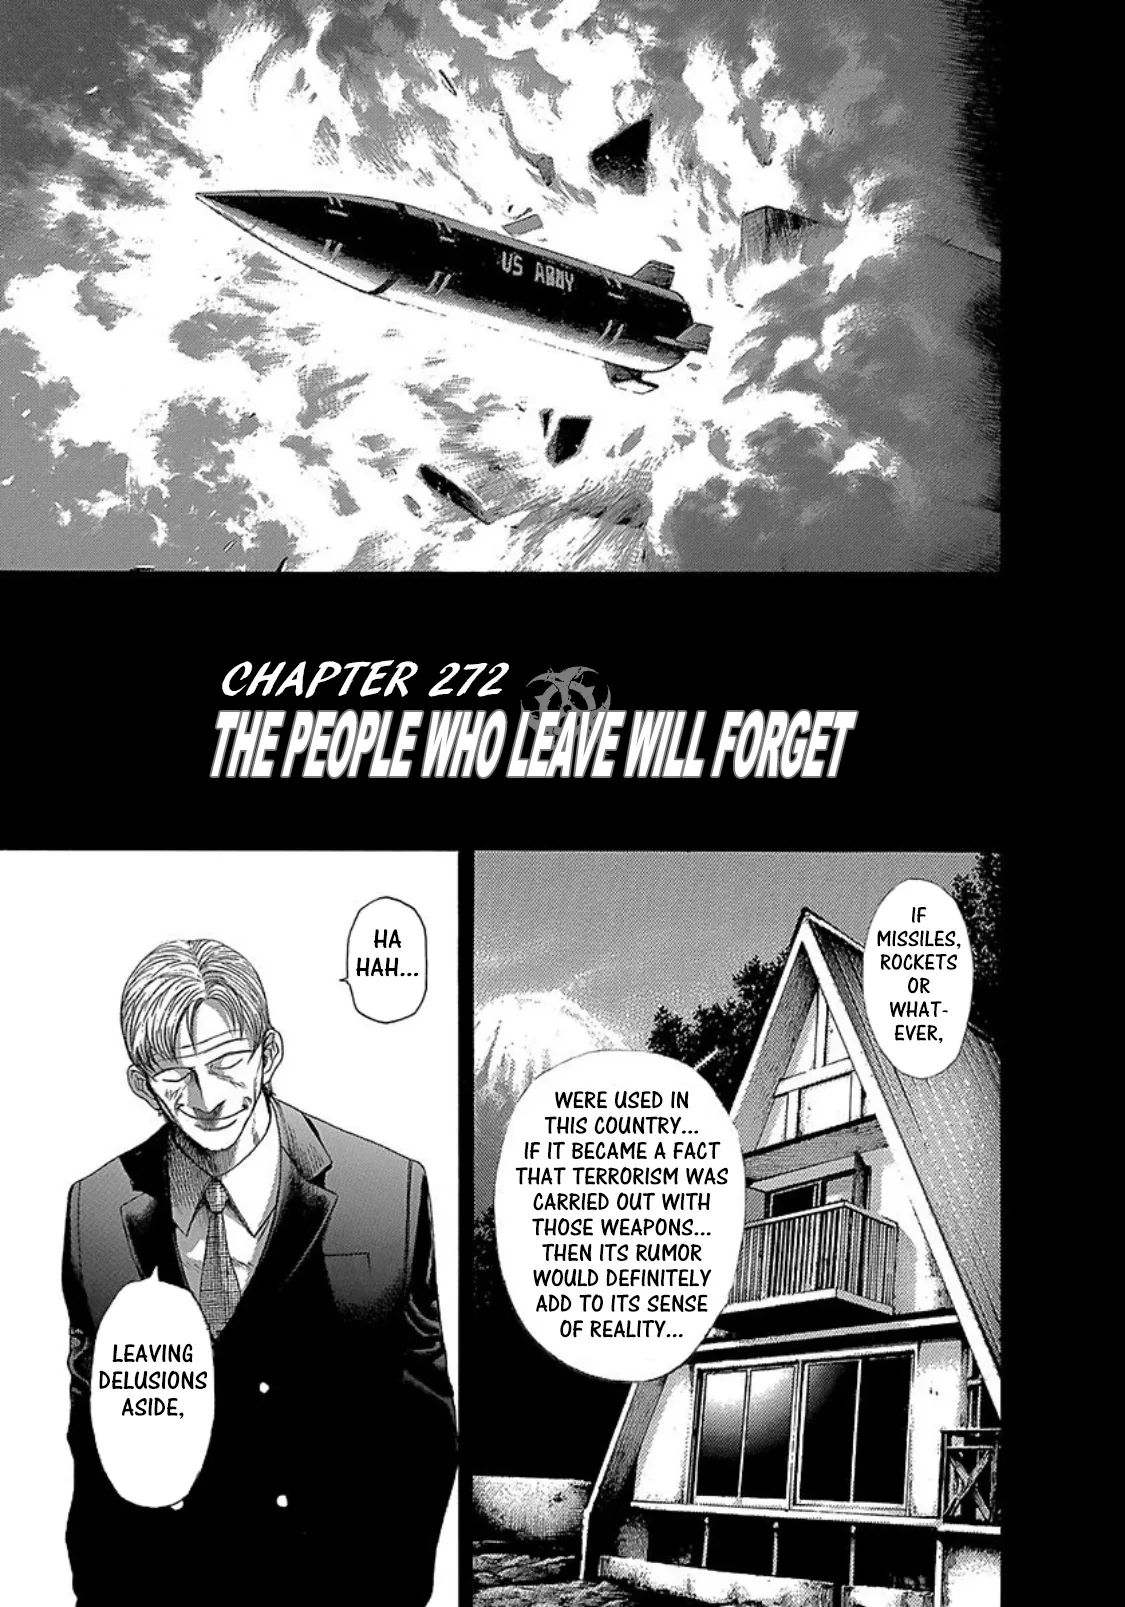 US ARMY
CHAPTER 272
THE PEOPLE WHO LEAVE WILL FORGET
IF
MISSILES,
ROCKETS
OR
WHAT-
EVER,
WERE USED IN
THIS COUNTRY...
IF IT BECAME A FACT
THAT TERRORISM WAS
CARRIED OUT WITH
THOSE WEAPONS...
THEN ITS RUMOR
WOULD DEFINITELY
ADD TO ITS SENSE
OF REALITY...
HA
HAH...
LEAVING
DELUSIONS
ASIDE,